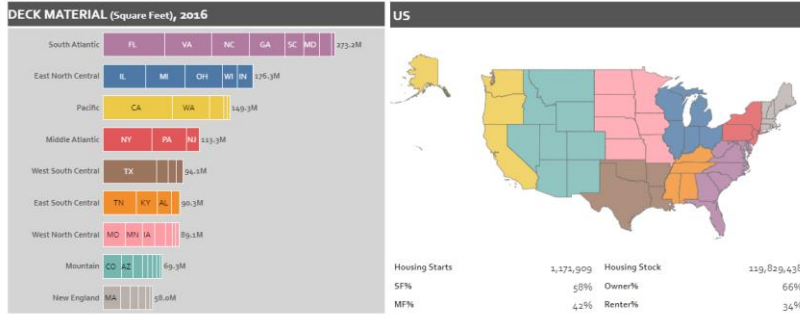 DECK MATERIAL (Square Feet), 2016
US
South Atlantic FL VA NC GA SC MD 273.2M
East North Central IL MI OH WI IN 176.3M
Pacific CA WA 149.3M
Middle Atlantic NY PA NJ 113.3M
West South Central TX 94.1M
East South Central TN KY AL 90.3M
West North Central MO MN IA 89.1M
Mountain CO AZ 69.3M
New England MA 58.0M
Housing Starts 1,171,909 Housing Stock 119,829,438
SF% 58% Owner% 66%
MF% 42% Renter% 34%